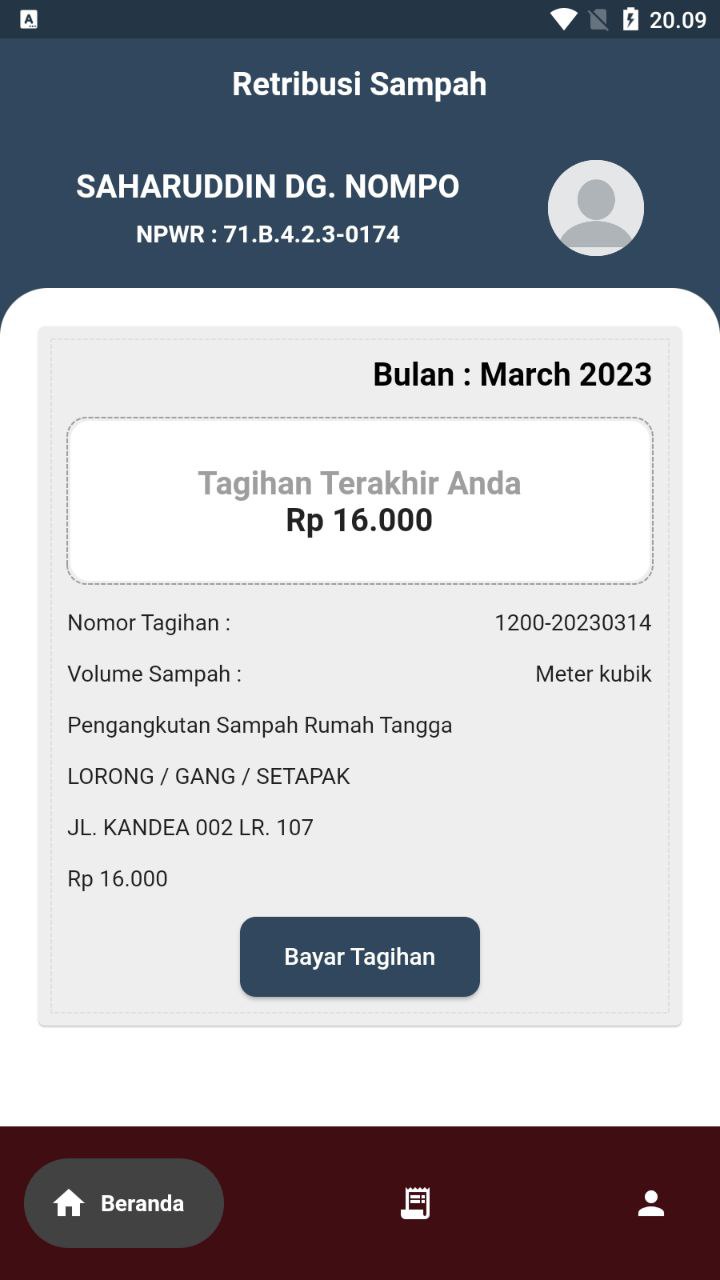 20.09
Retribusi Sampah
SAHARUDDIN DG. NOMPO
NPWR : 71.B.4.2.3-0174
Bulan : March 2023
Tagihan Terakhir Anda
Rp 16.000
Nomor Tagihan : 1200-20230314
Volume Sampah : Meter kubik
Pengangkutan Sampah Rumah Tangga
LORONG / GANG / SETAPAK
JL. KANDEA 002 LR. 107
Rp 16.000
Bayar Tagihan
Beranda